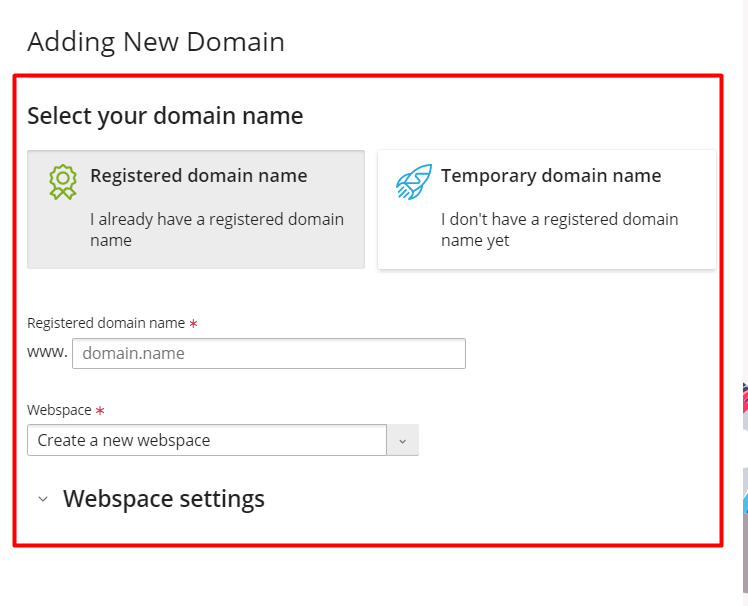 Adding New Domain
Select your domain name
Registered domain name
I already have a registered domain
name
Temporary domain name
I don't have a registered domain
name yet
Registered domain name *
www. domain.name
Webspace *
Create a new webspace
Webspace settings